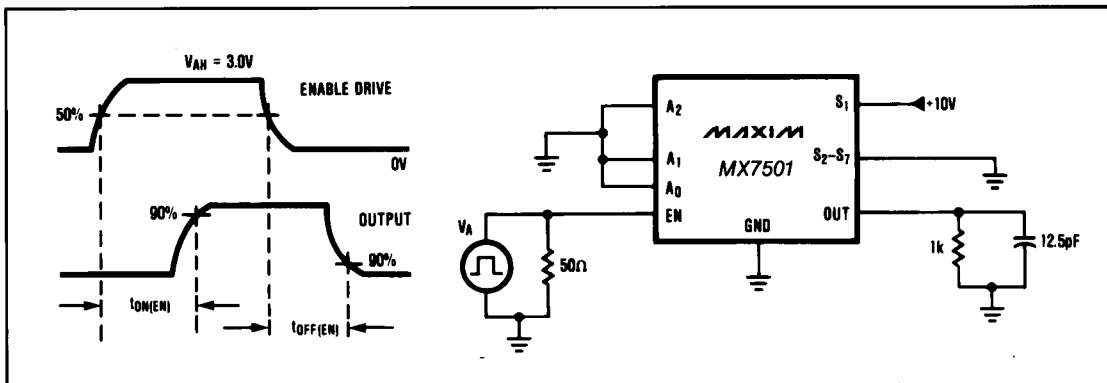 V_AH = 3.0V
ENABLE DRIVE
50%
0V
90%
OUTPUT
90%
t_ON(EN)
t_OFF(EN)
A2
A1
A0
EN
MAXIM
MX7501
GND
S1
S2–S7
OUT
+10V
V_A
50Ω
1k
12.5pF